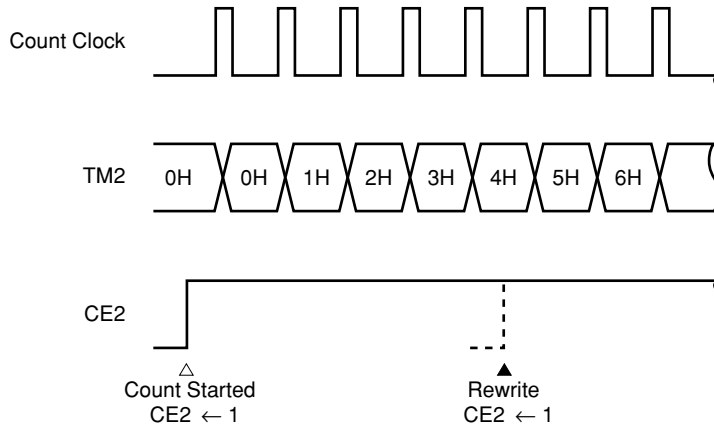 Count Clock
TM2
0H 0H 1H 2H 3H 4H 5H 6H
CE2
Count Started
CE2 ← 1
Rewrite
CE2 ← 1